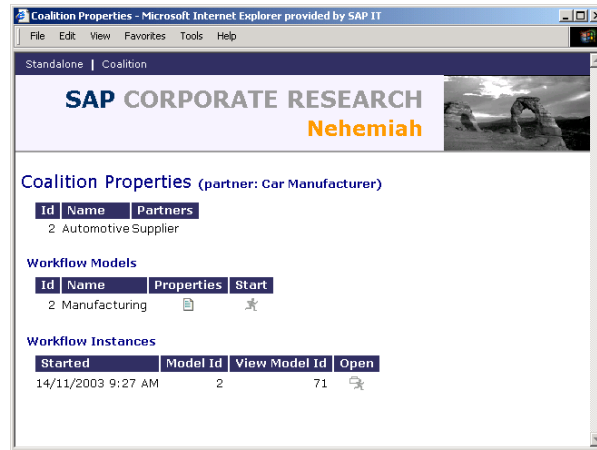 Coalition Properties - Microsoft Internet Explorer provided by SAP IT
File Edit View Favorites Tools Help
Standalone | Coalition
SAP CORPORATE RESEARCH
Nehemiah
Coalition Properties (partner: Car Manufacturer)
Id Name Partners
2 Automotive Supplier
Workflow Models
Id Name Properties Start
2 Manufacturing
Workflow Instances
Started Model Id View Model Id Open
14/11/2003 9:27 AM 2 71